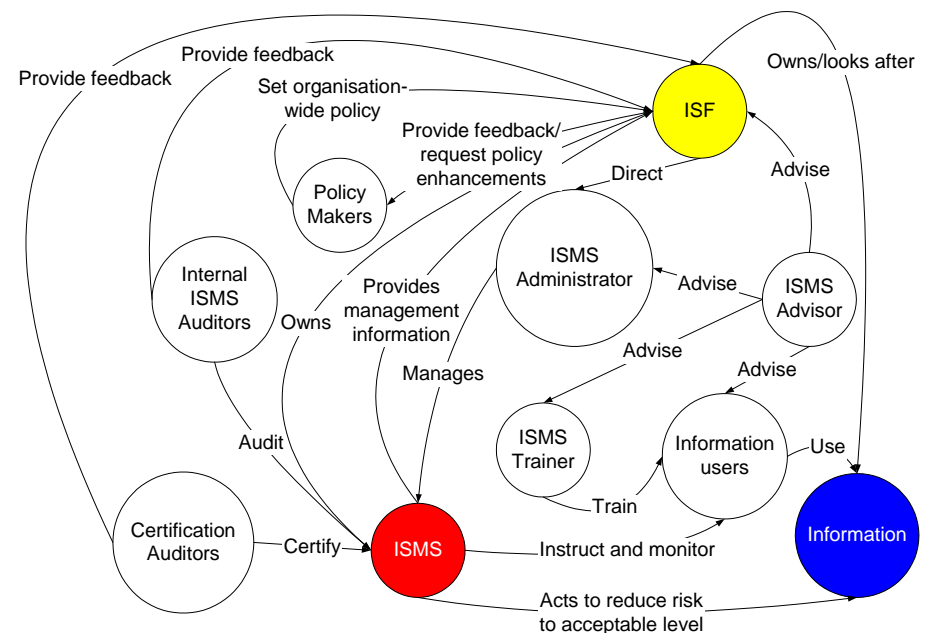 Provide feedback
Provide feedback
Owns/looks after
Set organisation-
wide policy
ISF
Provide feedback/
request policy
enhancements
Direct
Advise
Policy
Makers
ISMS
Administrator
Internal
ISMS
Auditors
Advise
ISMS
Advisor
Owns
Provides
management
information
Manages
Advise
Advise
Audit
ISMS
Trainer
Information
users
Use
Train
Certification
Auditors
Certify
ISMS
Instruct and monitor
Information
Acts to reduce risk
to acceptable level